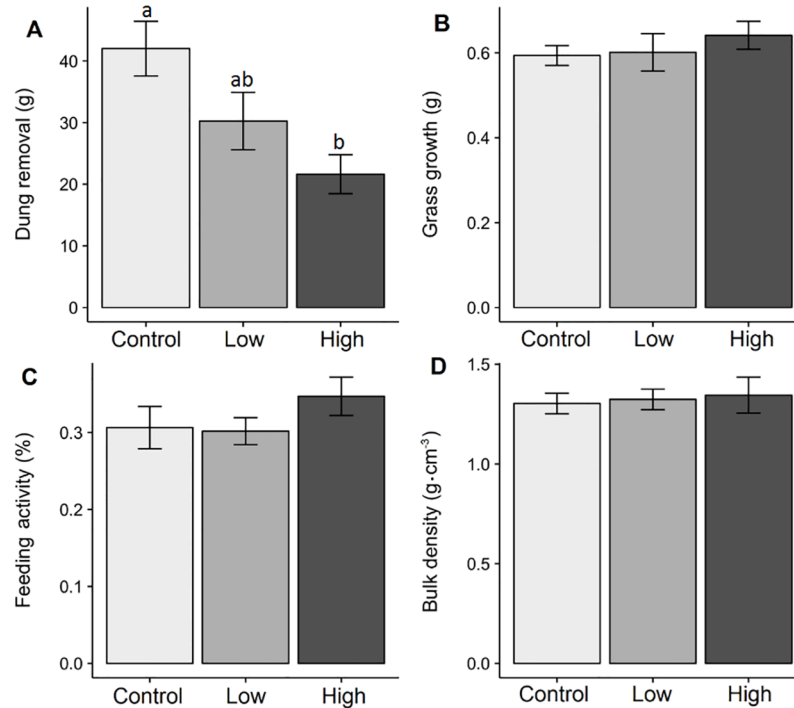 A
Dung removal (g)
40
30
20
10
0
a
ab
b
Control Low High
B
Grass growth (g)
0.6
0.4
0.2
0.0
Control Low High
C
Feeding activity (%)
0.3
0.2
0.1
0.0
Control Low High
D
Bulk density (g·cm⁻³)
1.5
1.0
0.5
0.0
Control Low High